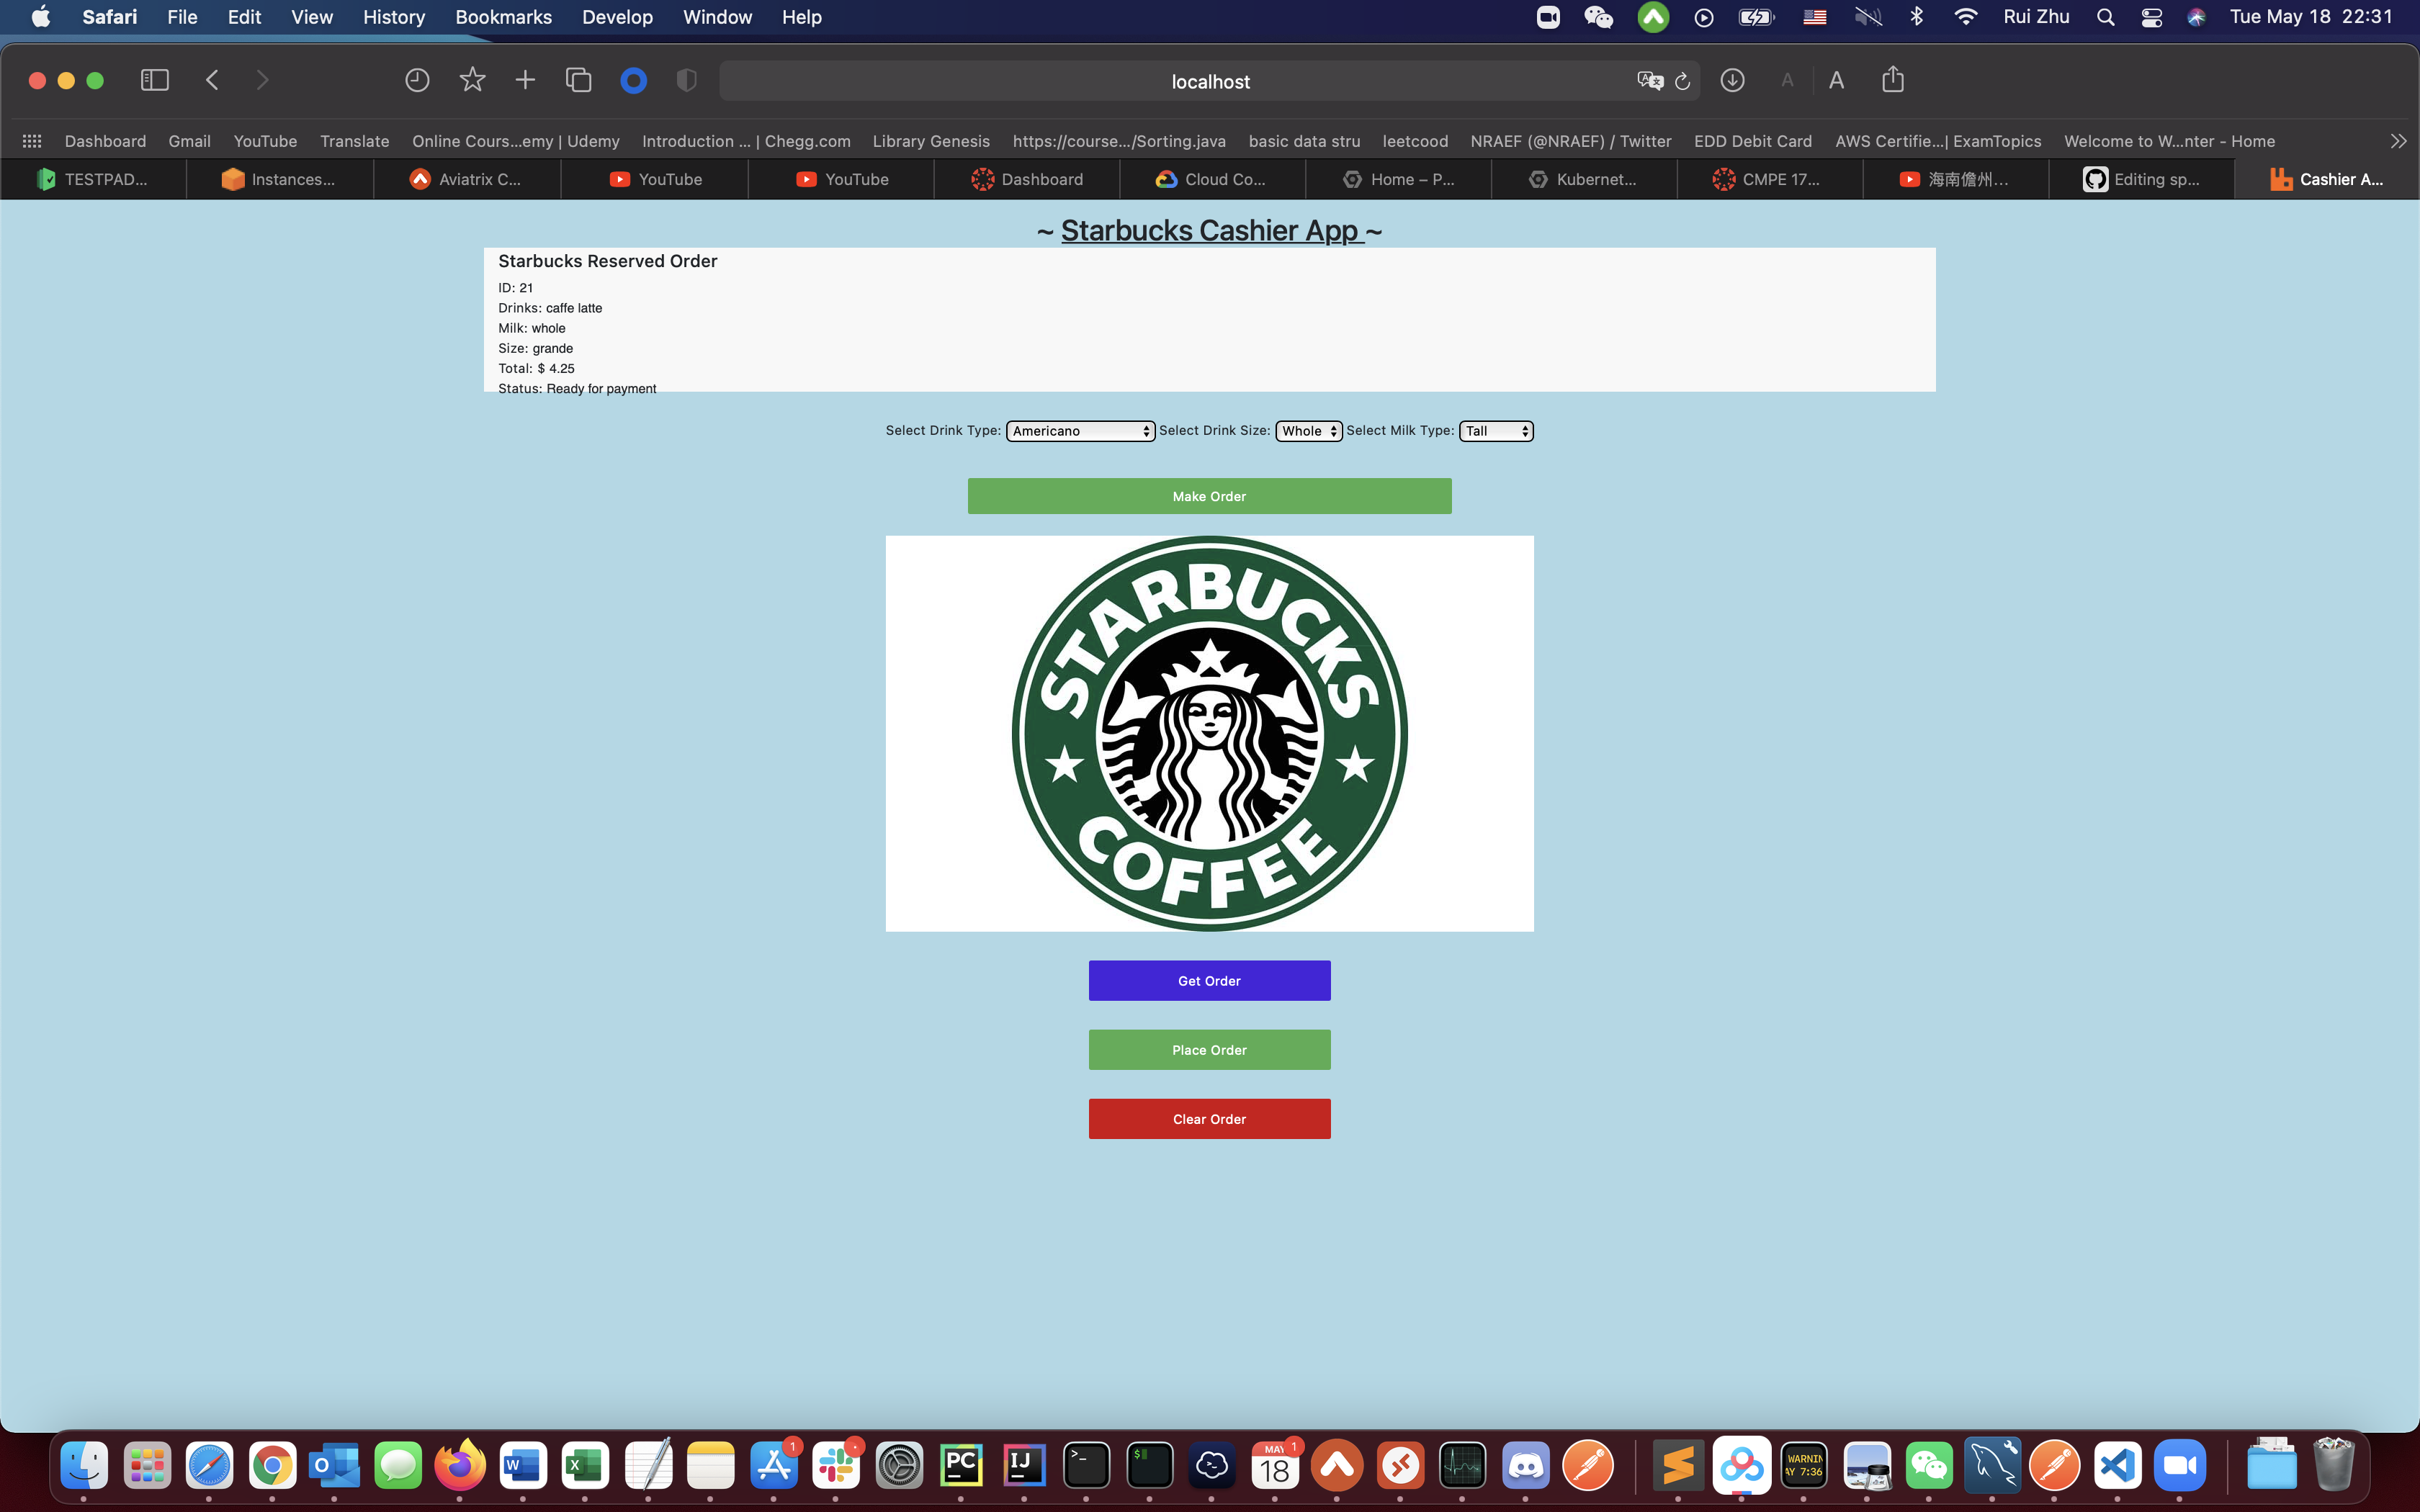 Safari File Edit View History Bookmarks Develop Window Help Rui Zhu Tue May 18 22:31
localhost
Dashboard Gmail YouTube Translate Online Cours...emy | Udemy Introduction ... | Chegg.com Library Genesis https://course.../Sorting.java basic data stru leetcood NRAEF (@NRAEF) / Twitter EDD Debit Card AWS Certifie...| ExamTopics Welcome to W...nter - Home
TESTPAD... Instances... Aviatrix C... YouTube YouTube Dashboard Cloud Co... Home – P... Kubernet... CMPE 17... 海南儋州... Editing sp... Cashier A...
~ Starbucks Cashier App ~
Starbucks Reserved Order
ID: 21
Drinks: caffe latte
Milk: whole
Size: grande
Total: $ 4.25
Status: Ready for payment
Select Drink Type: Americano Select Drink Size: Whole Select Milk Type: Tall
Make Order
STARBUCKS
COFFEE
Get Order
Place Order
Clear Order
1 PC IJ MAY 18 1 WARNIN
AY 7:36